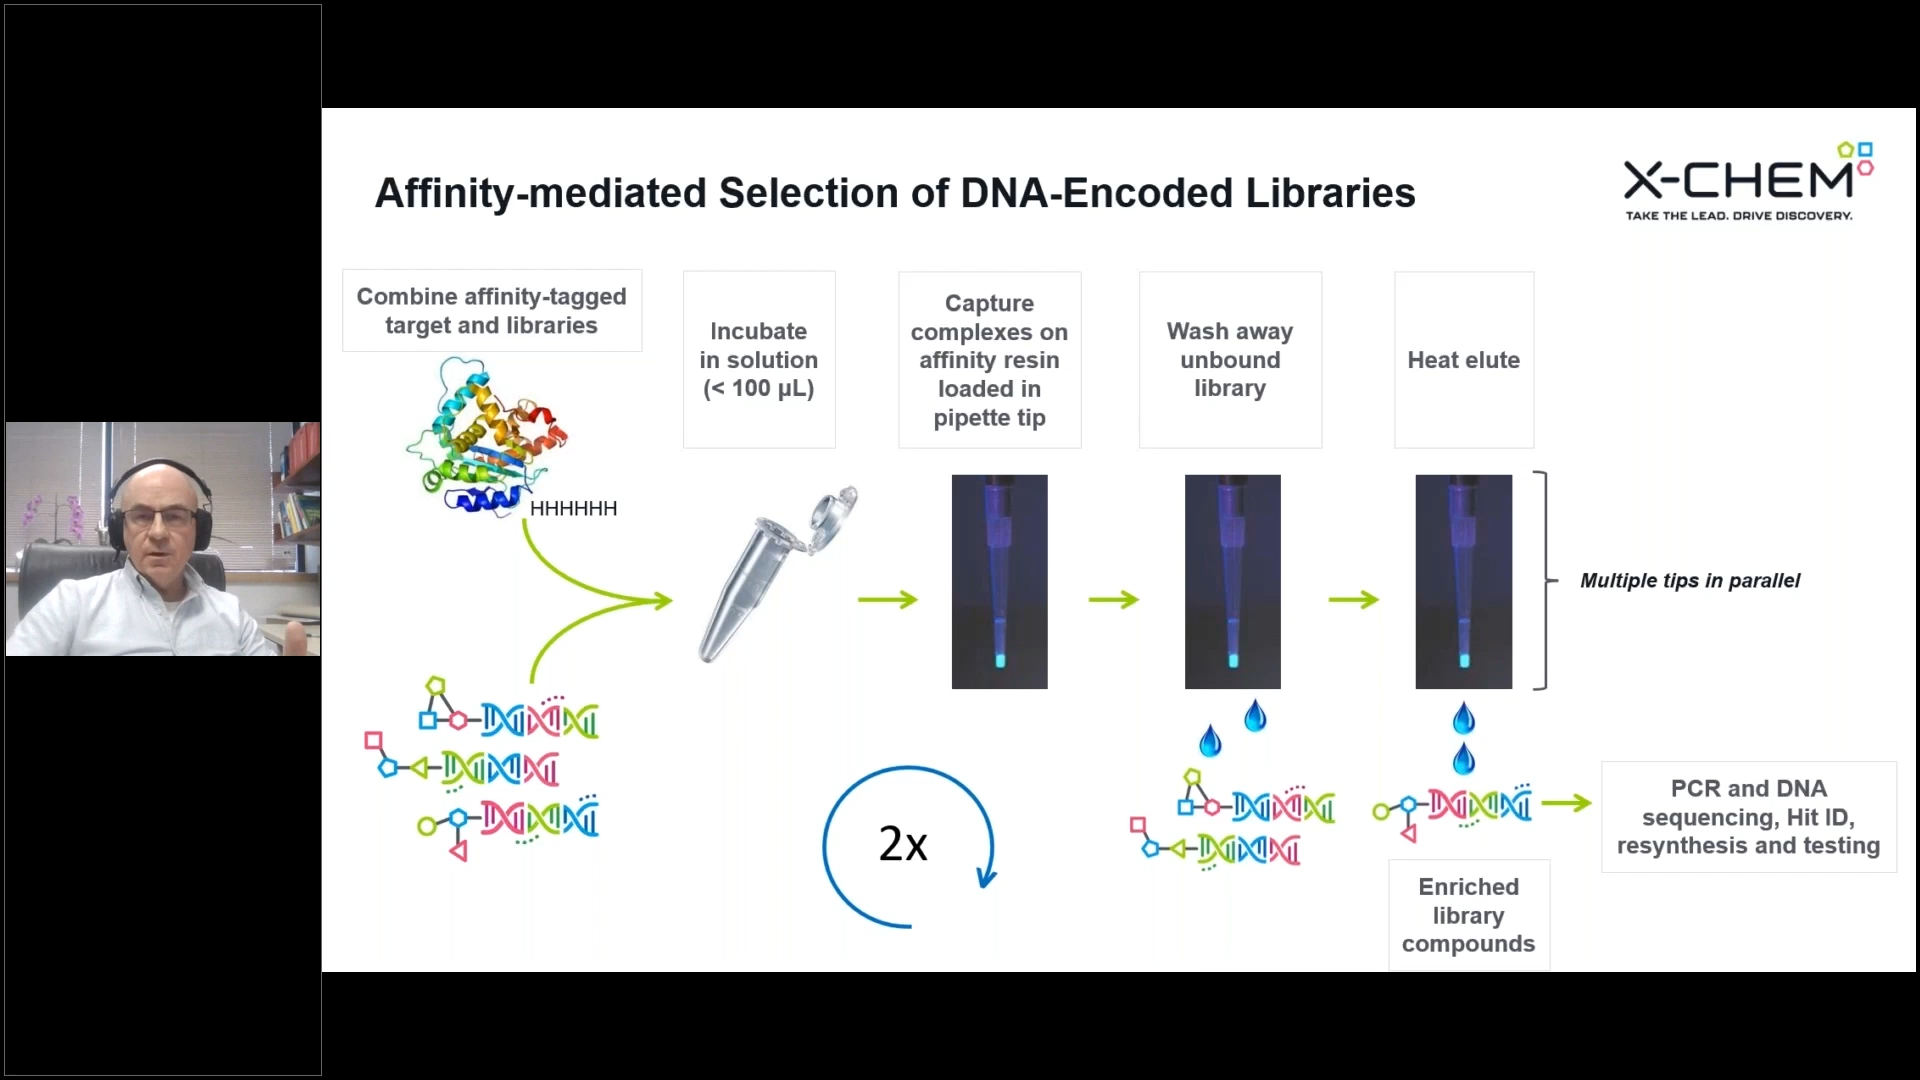 Affinity-mediated Selection of DNA-Encoded Libraries
X-CHEM
TAKE THE LEAD. DRIVE DISCOVERY.
Combine affinity-tagged
target and libraries
HHHHHH
Incubate
in solution
(< 100 µL)
Capture
complexes on
affinity resin
loaded in
pipette tip
Wash away
unbound
library
Heat elute
Multiple tips in parallel
2x
Enriched
library
compounds
PCR and DNA
sequencing, Hit ID,
resynthesis and testing